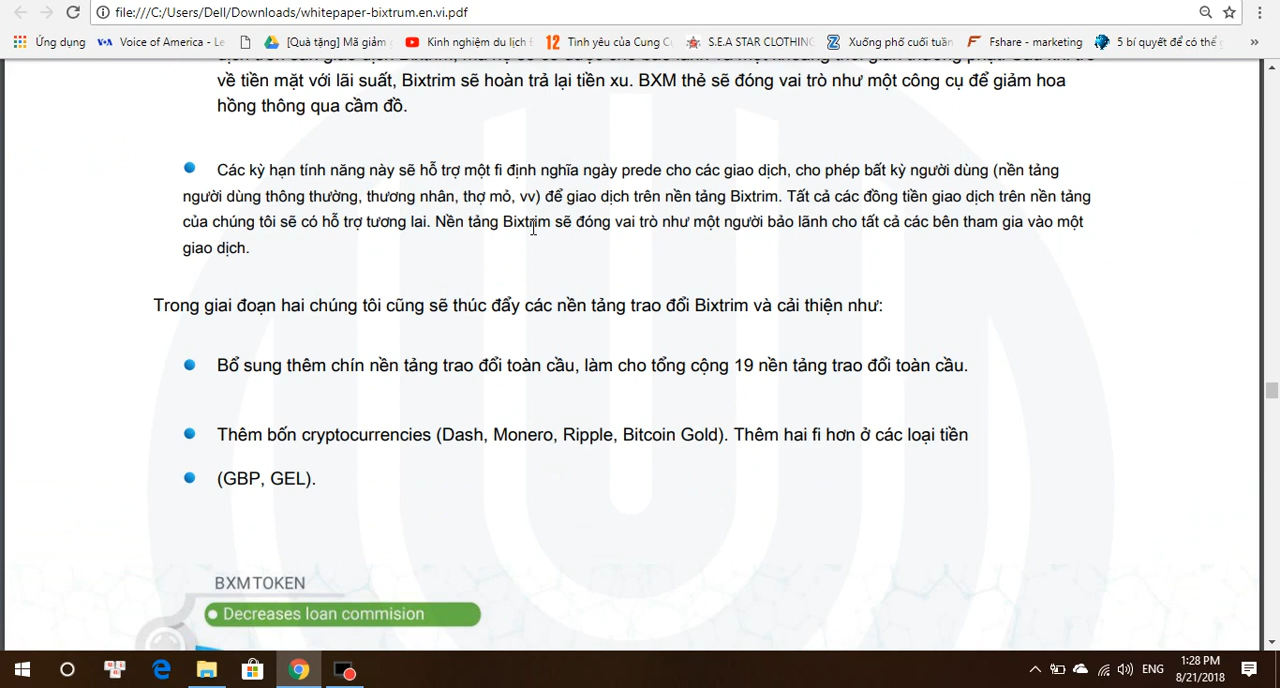 file:///C:/Users/Dell/Downloads/whitepaper-bixtrum.en.vi.pdf
Ứng dụng
VOA Voice of America - Le
[Quà tặng] Mã giảm
Kinh nghiệm du lịch
12 Tình yêu của Cung
S.E.A STAR CLOTHING
Z Xuống phố cuối tuần
F Fshare - marketing
5 bí quyết để có thể
về tiền mặt với lãi suất, Bixtrim sẽ hoàn trả lại tiền xu. BXM thẻ sẽ đóng vai trò như một công cụ để giảm hoa
hồng thông qua cầm đồ.
Các kỳ hạn tính năng này sẽ hỗ trợ một fi định nghĩa ngày prede cho các giao dịch, cho phép bất kỳ người dùng (nền tảng
người dùng thông thường, thương nhân, thợ mỏ, vv) để giao dịch trên nền tảng Bixtrim. Tất cả các đồng tiền giao dịch trên nền tảng
của chúng tôi sẽ có hỗ trợ tương lai. Nền tảng Bixtrim sẽ đóng vai trò như một người bảo lãnh cho tất cả các bên tham gia vào một
giao dịch.
Trong giai đoạn hai chúng tôi cũng sẽ thúc đẩy các nền tảng trao đổi Bixtrim và cải thiện như:
Bổ sung thêm chín nền tảng trao đổi toàn cầu, làm cho tổng cộng 19 nền tảng trao đổi toàn cầu.
Thêm bốn cryptocurrencies (Dash, Monero, Ripple, Bitcoin Gold). Thêm hai fi hơn ở các loại tiền
(GBP, GEL).
BXM TOKEN
Decreases loan commision
ENG
1:28 PM
8/21/2018